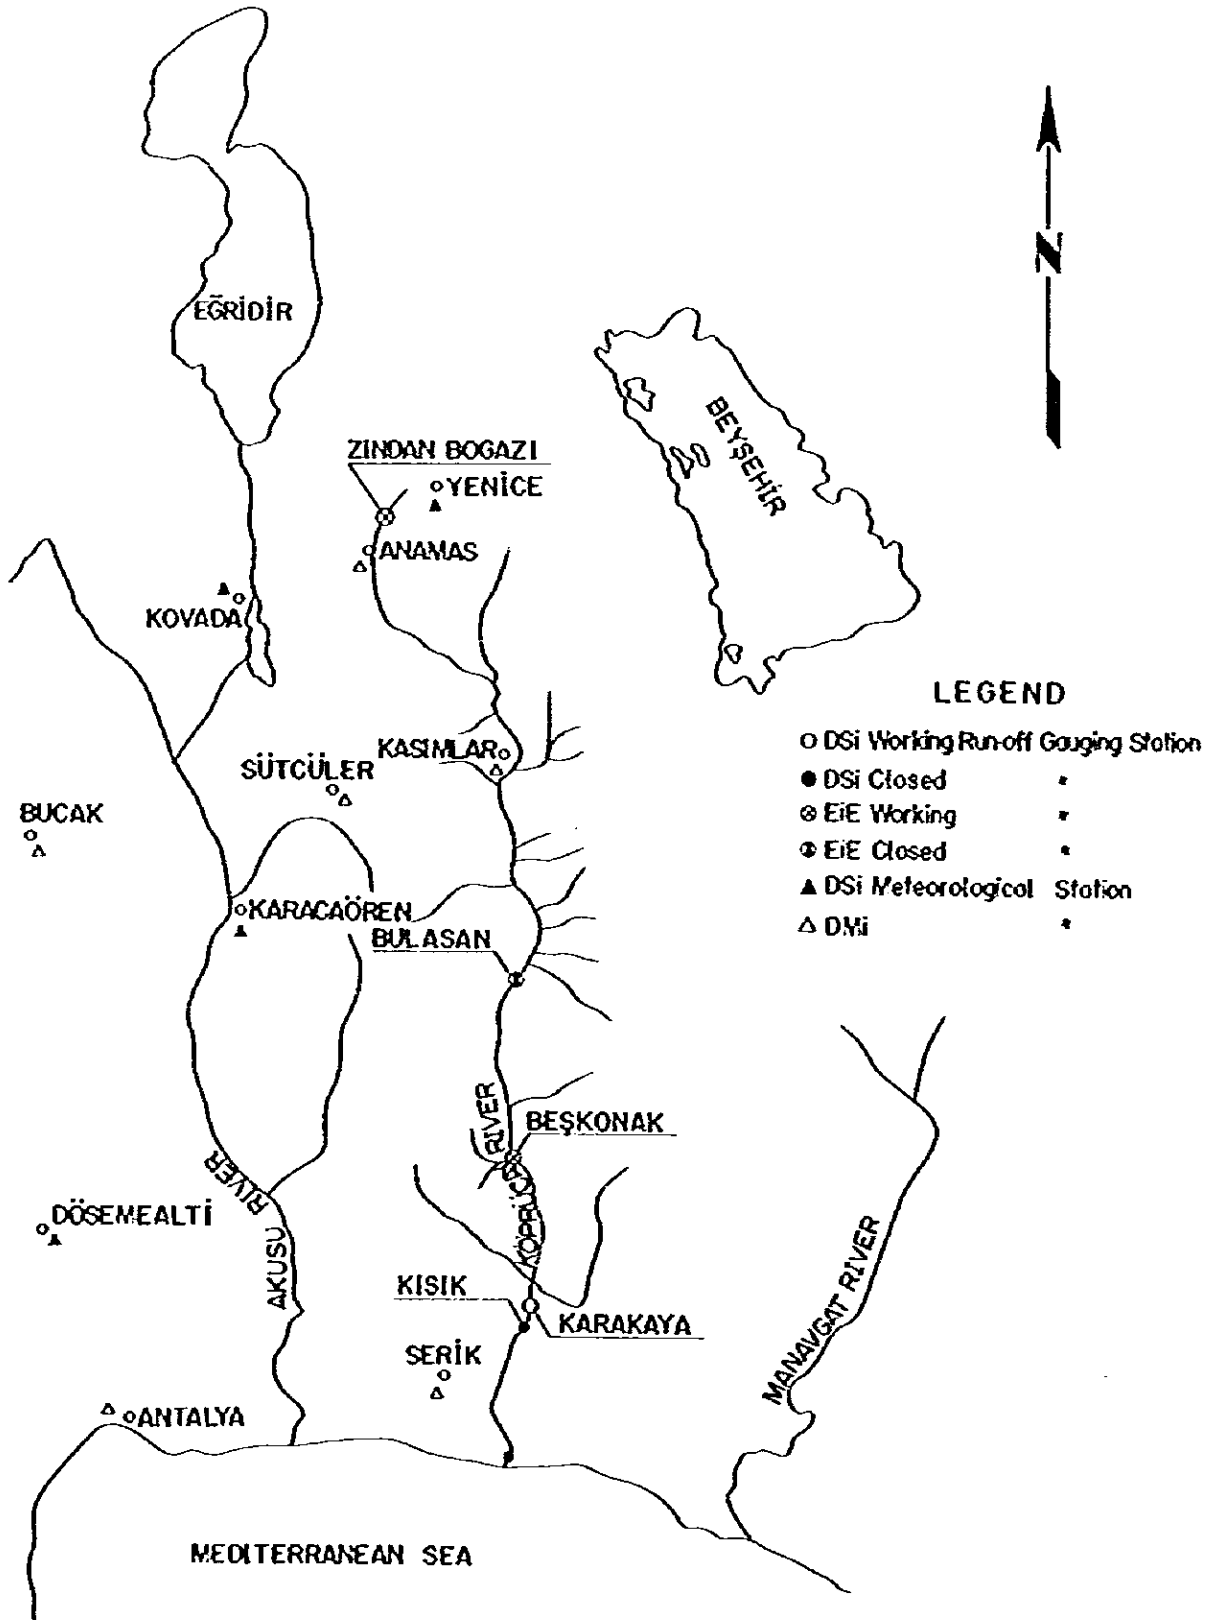 N
EĞRİDİR
BEYŞEHİR
ZINDAN BOGAZI
YENİCE
ANAMAS
KOVADA
LEGEND
DSİ Working Run-off Gauging Station
DSİ Closed "
EİE Working "
EİE Closed "
DSİ Meteorological Station
DMİ "
KASIMLAR
SÜTCÜLER
BUCAK
KARACAÖREN
BULASAN
BEŞKONAK
KÖPRÜÇAY RIVER
DÖSEMEALTİ
AKUSU RIVER
KISIK
KARAKAYA
SERİK
MANAVGAT RIVER
ANTALYA
MEDITERRANEAN SEA